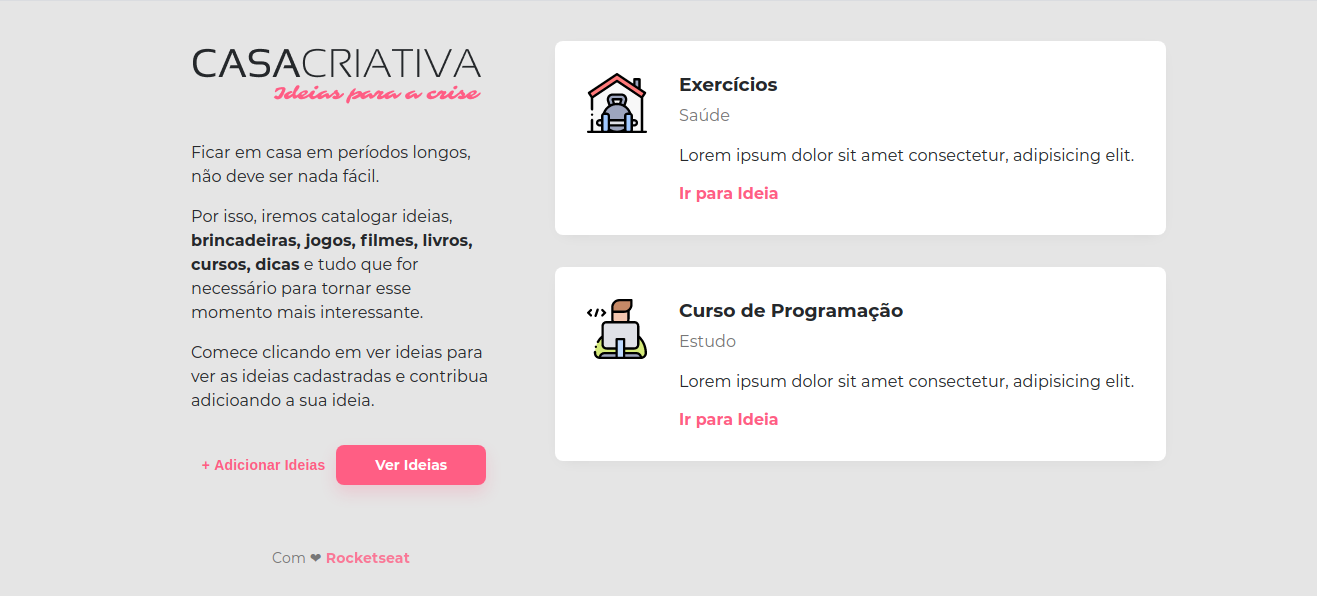 CASACRIATIVA
Ideias para a crise
Ficar em casa em períodos longos,
não deve ser nada fácil.
Por isso, iremos catalogar ideias,
brincadeiras, jogos, filmes, livros,
cursos, dicas e tudo que for
necessário para tornar esse
momento mais interessante.
Comece clicando em ver ideias para
ver as ideias cadastradas e contribua
adicioando a sua ideia.
+ Adicionar Ideias
Ver Ideias
Com ❤ Rocketseat
Exercícios
Saúde
Lorem ipsum dolor sit amet consectetur, adipisicing elit.
Ir para Ideia
</>
Curso de Programação
Estudo
Lorem ipsum dolor sit amet consectetur, adipisicing elit.
Ir para Ideia